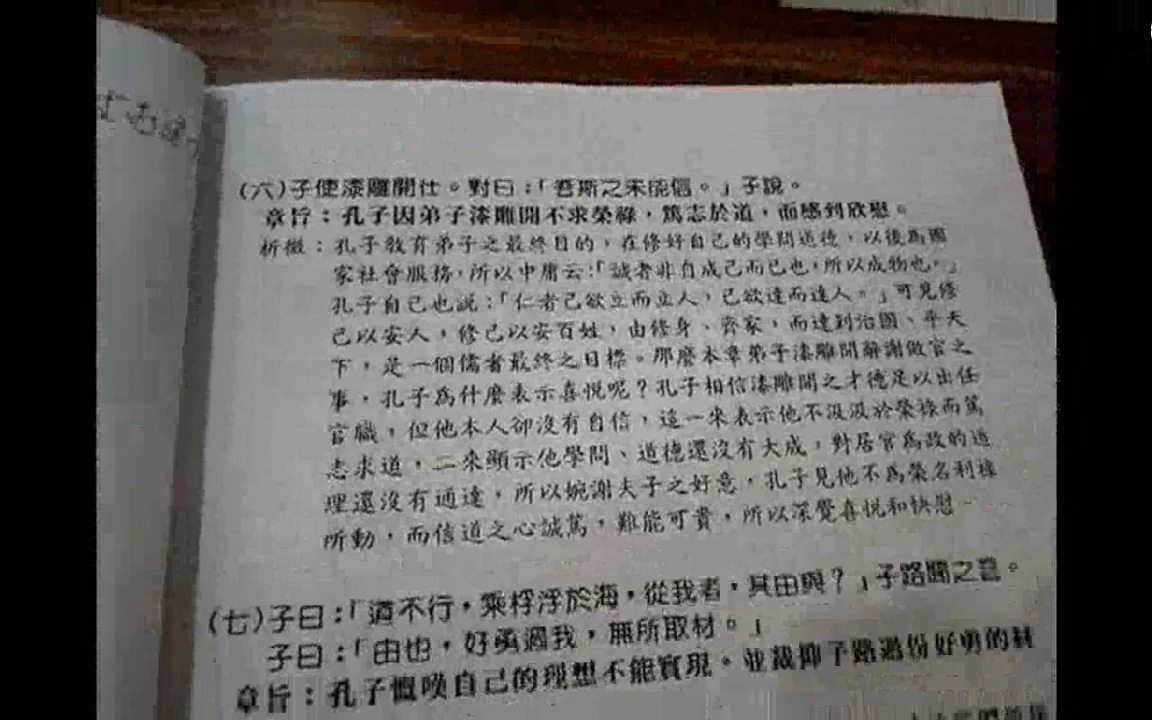 (六)子使漆雕開仕。對曰:「吾斯之未能信。」子說。
章旨:孔子因弟子漆雕開不求榮祿,篤志於道,而感到欣慰。
析微:孔子教育弟子之最終目的,在修好自己的學問道德,以後為國
家社會服務,所以中庸云:「誠者非自成己而已也,所以成物也。」
孔子自己也說:「仁者己欲立而立人,己欲達而達人。」可見修
己以安人,修己以安百姓,由修身、齊家,而達到治國、平天
下,是一個儒者最終之目標。那麼本章弟子漆雕開辭謝做官之
事,孔子為什麼表示喜悅呢?孔子相信漆雕開之才德足以出任
官職,但他本人卻沒有自信,這一來表示他不汲汲於榮祿而篤
志求道,二來顯示他學問、道德還沒有大成,對居官為政的道
理還沒有通達,所以婉謝夫子之好意,孔子見他不為榮名利祿
所動,而信道之心誠篤,難能可貴,所以深覺喜悅和快慰。
(七)子曰:「道不行,乘桴浮於海,從我者,其由與?」子路聞之喜。
子曰:「由也,好勇過我,無所取材。」
章旨:孔子慨嘆自己的理想不能實現。並裁抑子路過份好勇的